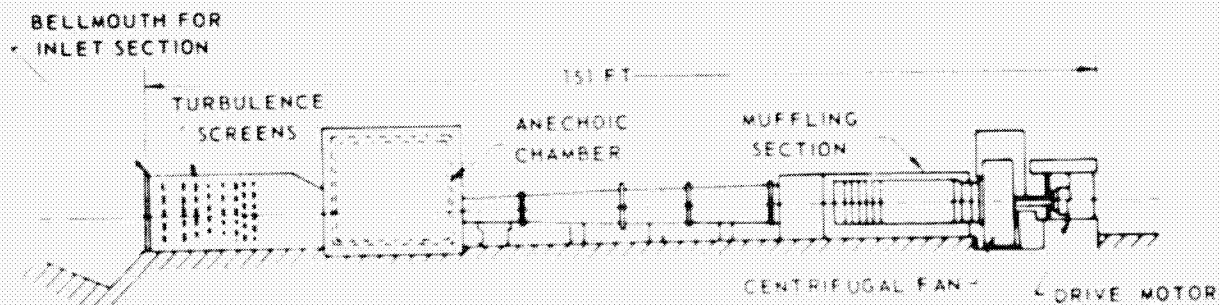 BELLMOUTH FOR
INLET SECTION
151 FT
TURBULENCE
SCREENS
ANECHOIC
CHAMBER
MUFFLING
SECTION
CENTRIFUGAL FAN
DRIVE MOTOR